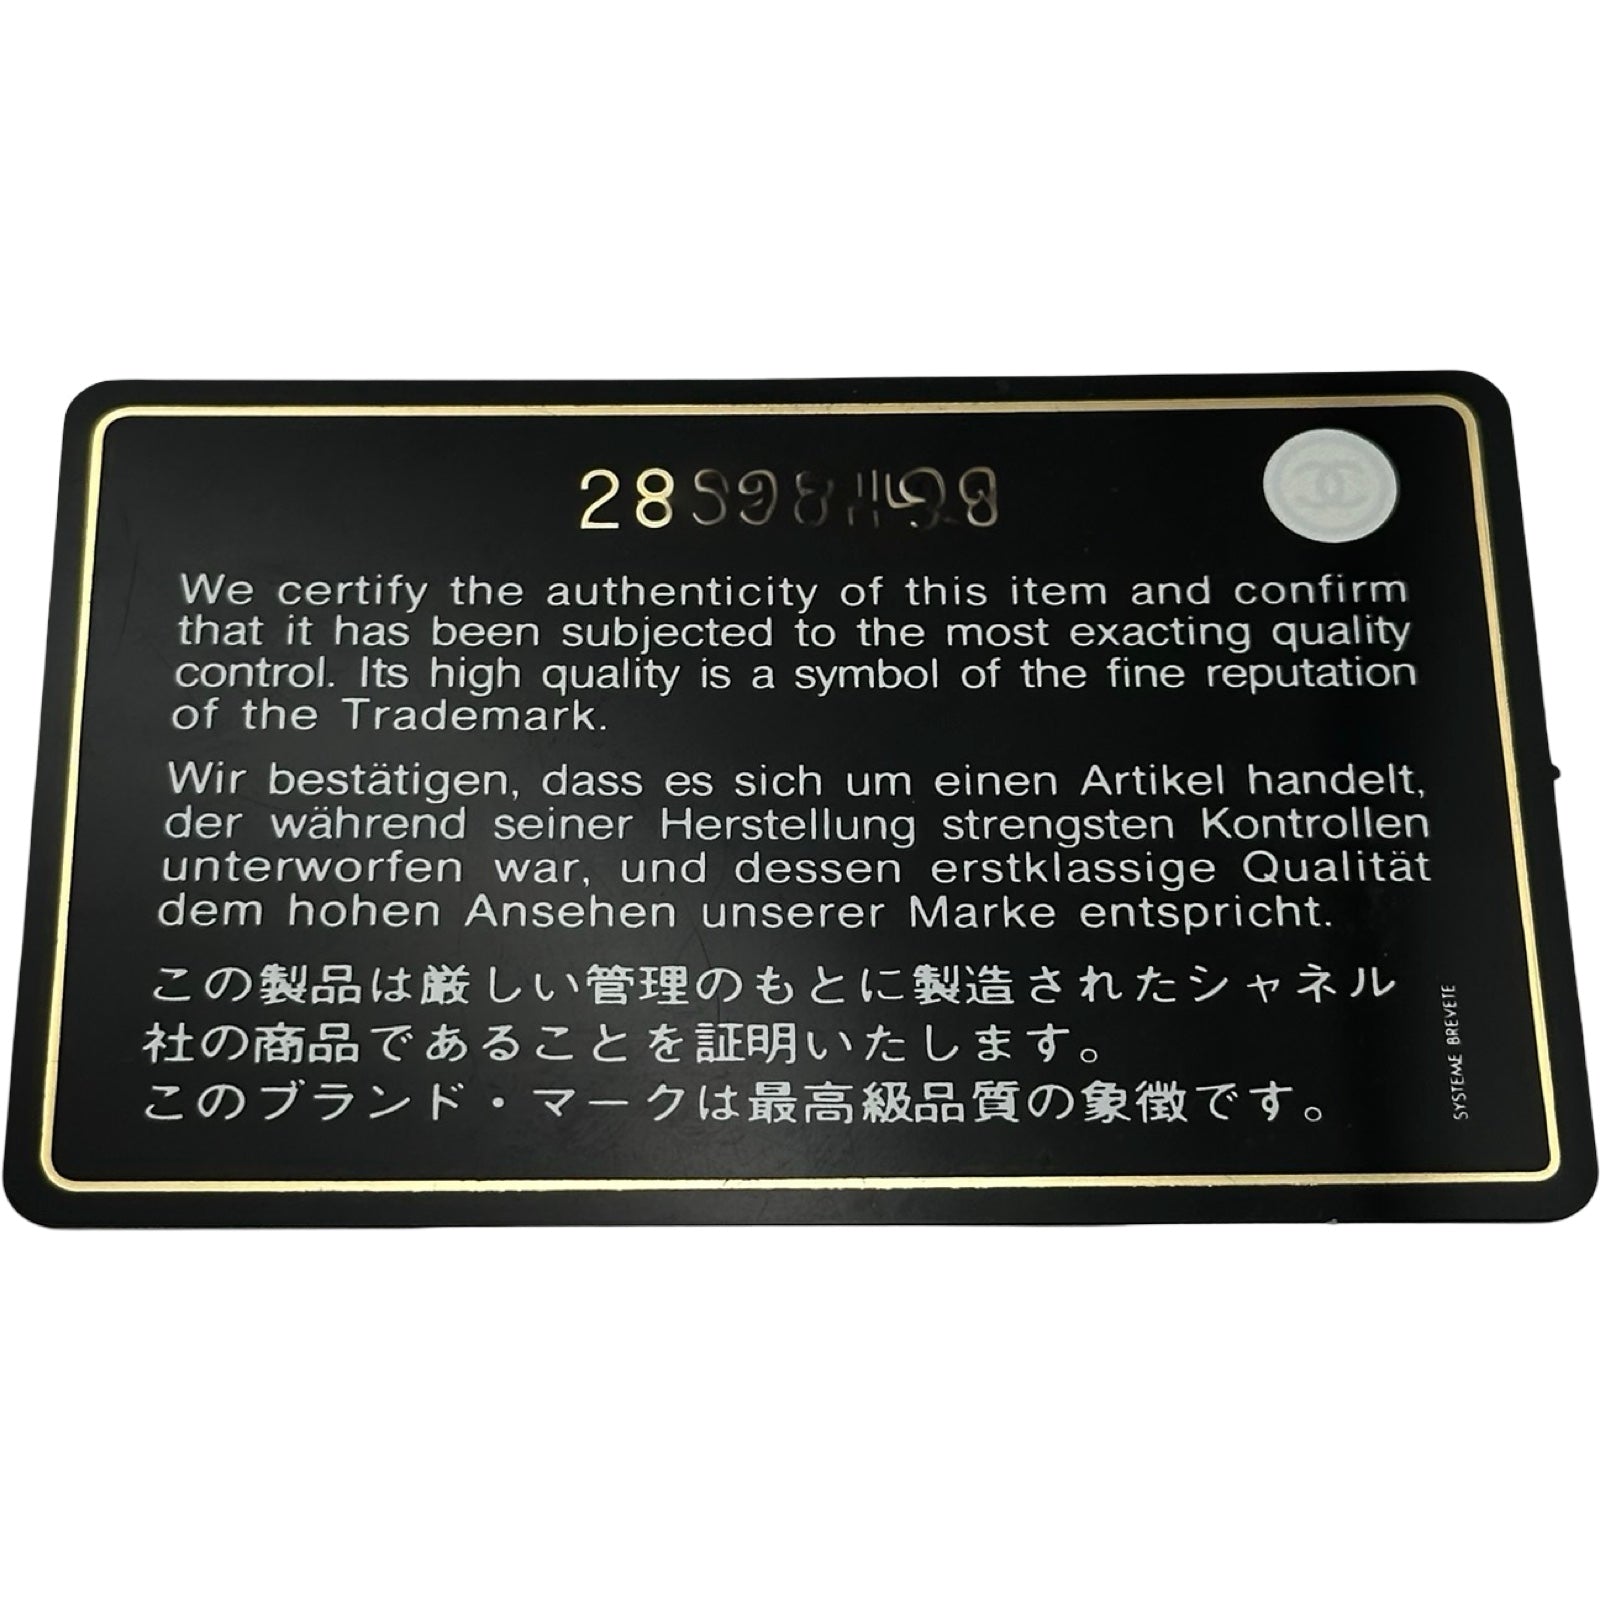 We certify the authenticity of this item and confirm
that it has been subjected to the most exacting quality
control. Its high quality is a symbol of the fine reputation
of the Trademark.
Wir bestätigen, dass es sich um einen Artikel handelt,
der während seiner Herstellung strengsten Kontrollen
unterworfen war, und dessen erstklassige Qualität
dem hohen Ansehen unserer Marke entspricht.
この製品は厳しい管理のもとに製造されたシャネル
社の商品であることを証明いたします。
このブランド・マークは最高級品質の象徴です。
SYSTEME BREVETE